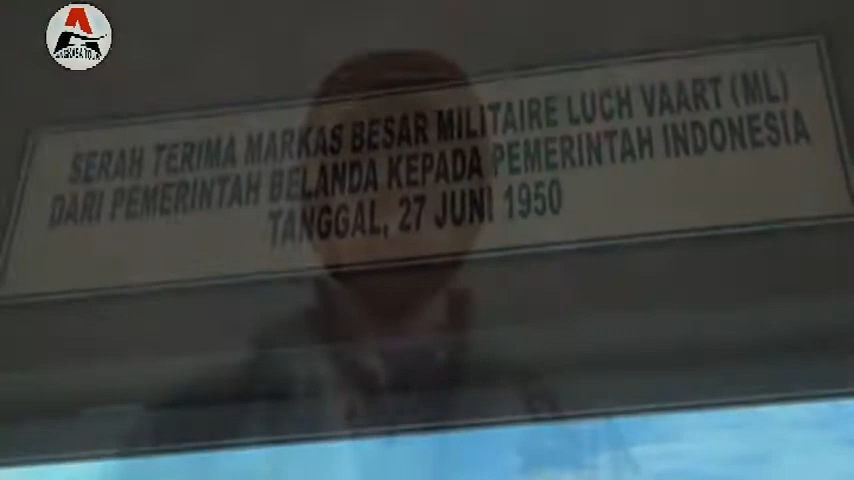 SERAH TERIMA MARKAS BESAR MILITAIRE LUCH VAART (ML)
DARI PEMERINTAH BELANDA KEPADA PEMERINTAH INDONESIA
TANGGAL, 27 JUNI 1950